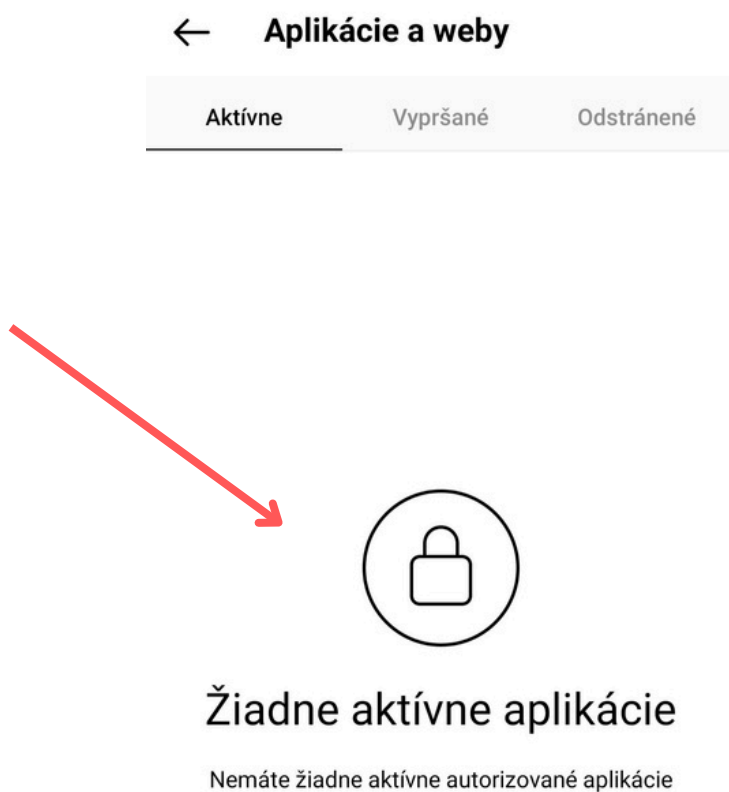 Aplikácie a weby
Aktívne Vypršané Odstránené
Žiadne aktívne aplikácie
Nemáte žiadne aktívne autorizované aplikácie